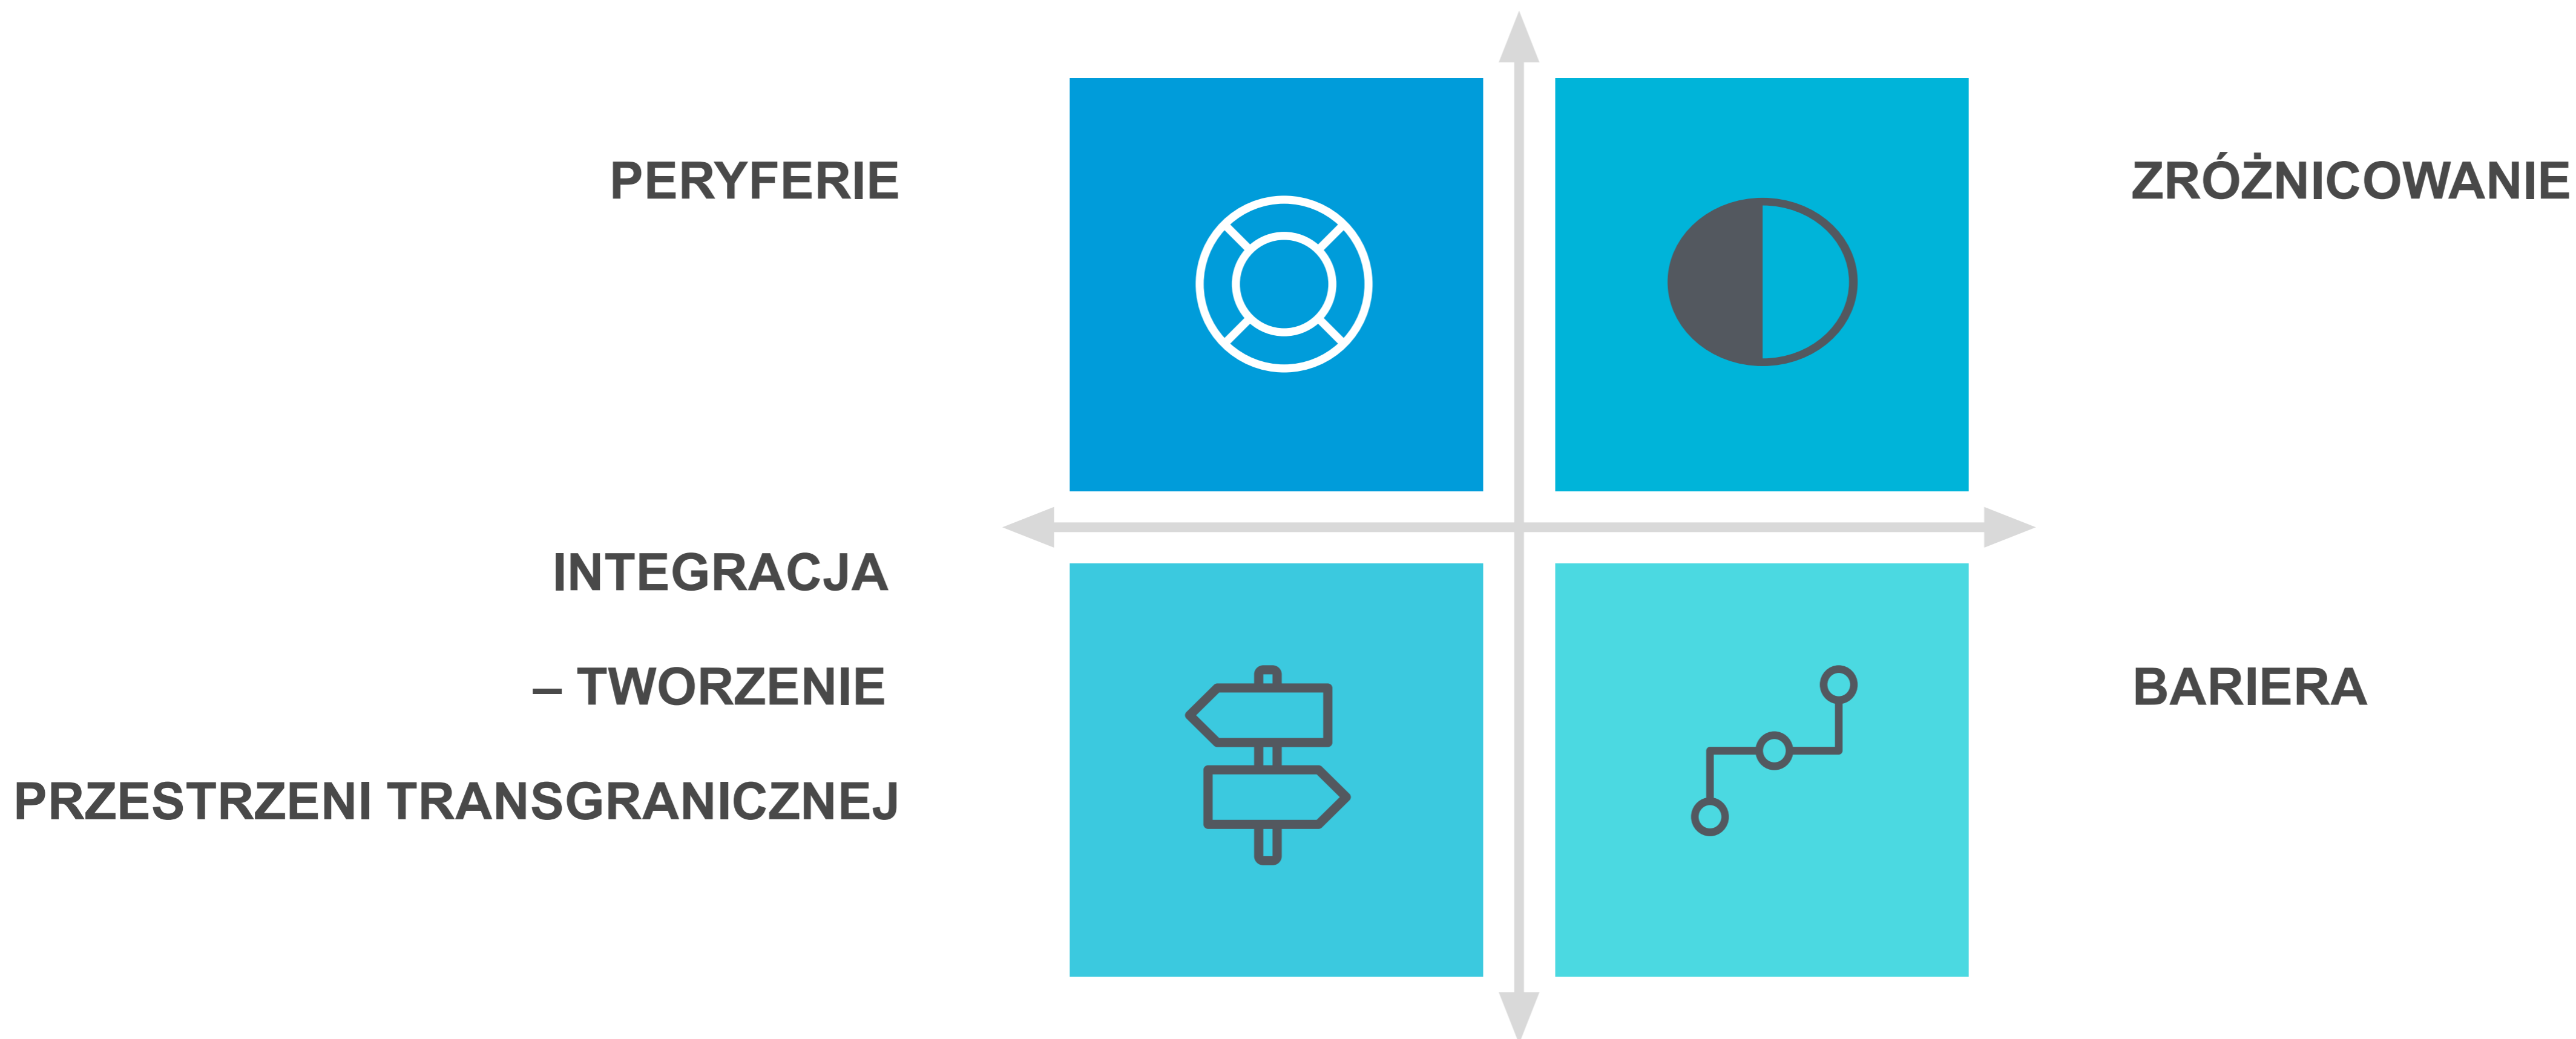 PERYFERIE
ZRÓŻNICOWANIE
INTEGRACJA
– TWORZENIE
PRZESTRZENI TRANSGRANICZNEJ
BARIERA